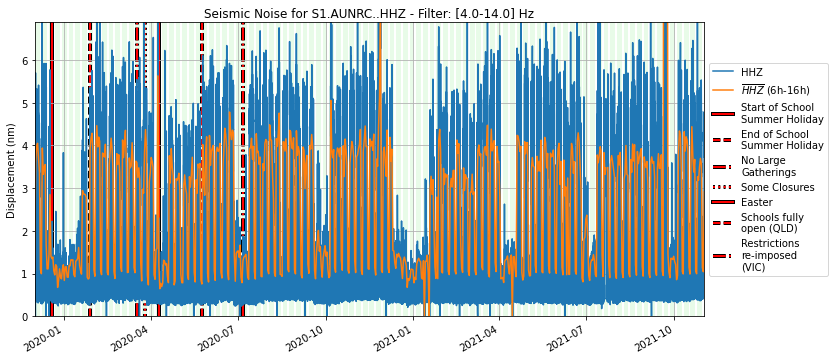 Seismic Noise for S1.AUNRC..HHZ - Filter: [4.0-14.0] Hz
Displacement (nm)
6
5
4
3
2
1
0
2020-01
2020-04
2020-07
2020-10
2021-01
2021-04
2021-07
2021-10
HHZ
HHZ (6h-16h)
Start of School
Summer Holiday
End of School
Summer Holiday
No Large
Gatherings
Some Closures
Easter
Schools fully
open (QLD)
Restrictions
re-imposed
(VIC)